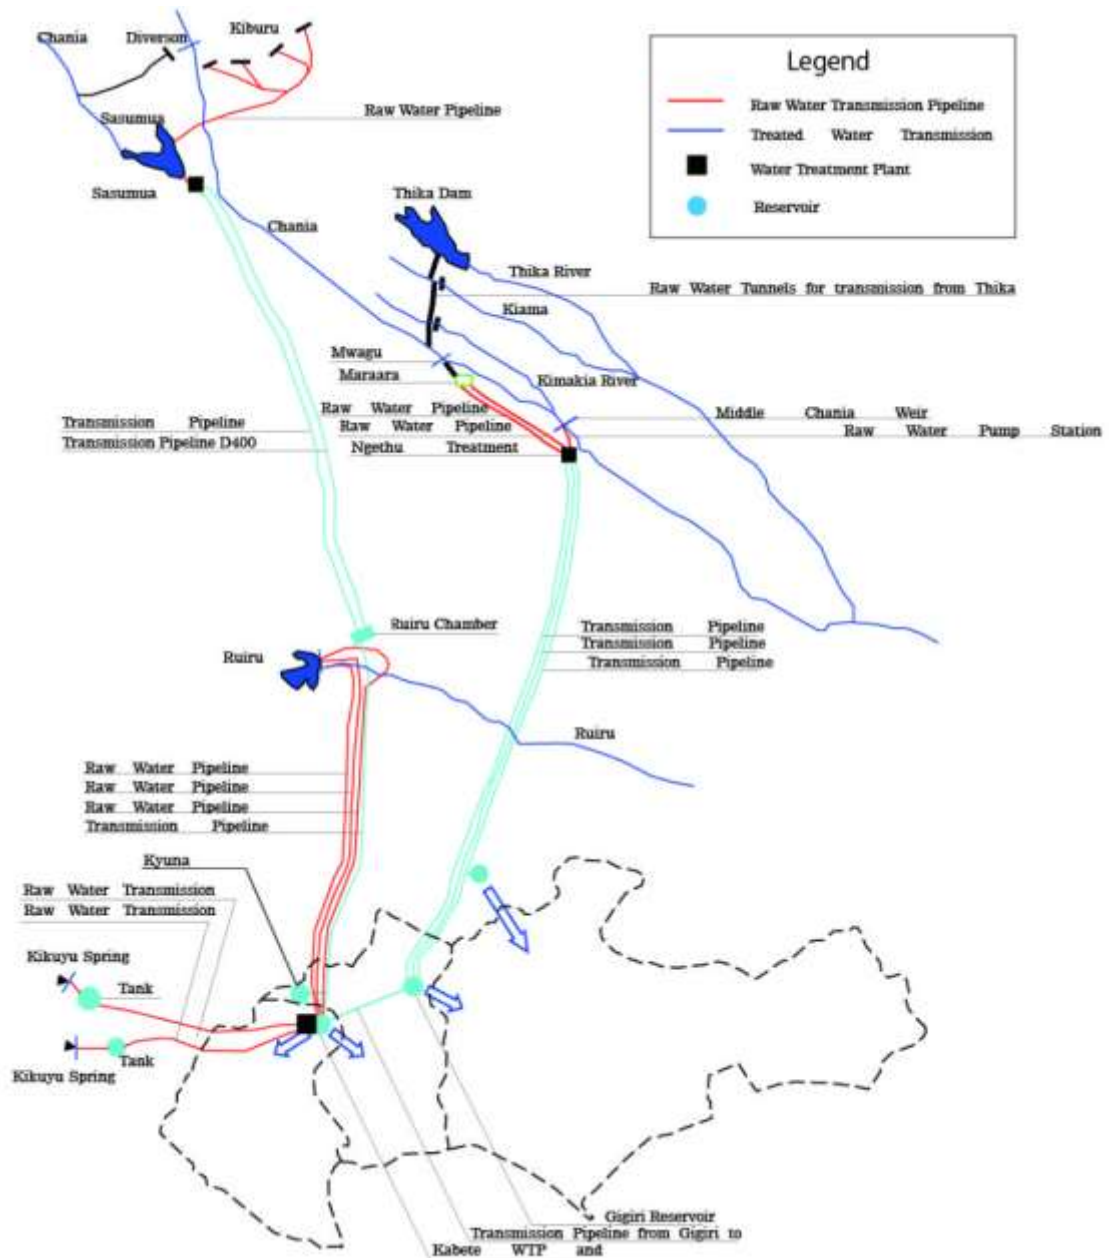 Chania
Diverson
Kiburu
Legend
Raw Water Transmission Pipeline
Treated Water Transmission
Water Treatment Plant
Reservoir
Raw Water Pipeline
Sasumua
Sasumua
Thika Dam
Chania
Thika River
Raw Water Tunnels for transmission from Thika
Kiama
Mwagu
Maraara
Kimakia River
Raw Water Pipeline
Middle Chania Weir
Raw Water Pipeline
Raw Water Pump Station
Transmission Pipeline
Transmission Pipeline D400
Ngethu Treatment
Ruiru Chamber
Transmission Pipeline
Transmission Pipeline
Transmission Pipeline
Ruiru
Ruiru
Raw Water Pipeline
Raw Water Pipeline
Raw Water Pipeline
Transmission Pipeline
Kyuna
Raw Water Transmission
Raw Water Transmission
Kikuyu Spring
Tank
Tank
Kikuyu Spring
Gigiri Reservoir
Transmission Pipeline from Gigiri to
Kabete WTP and